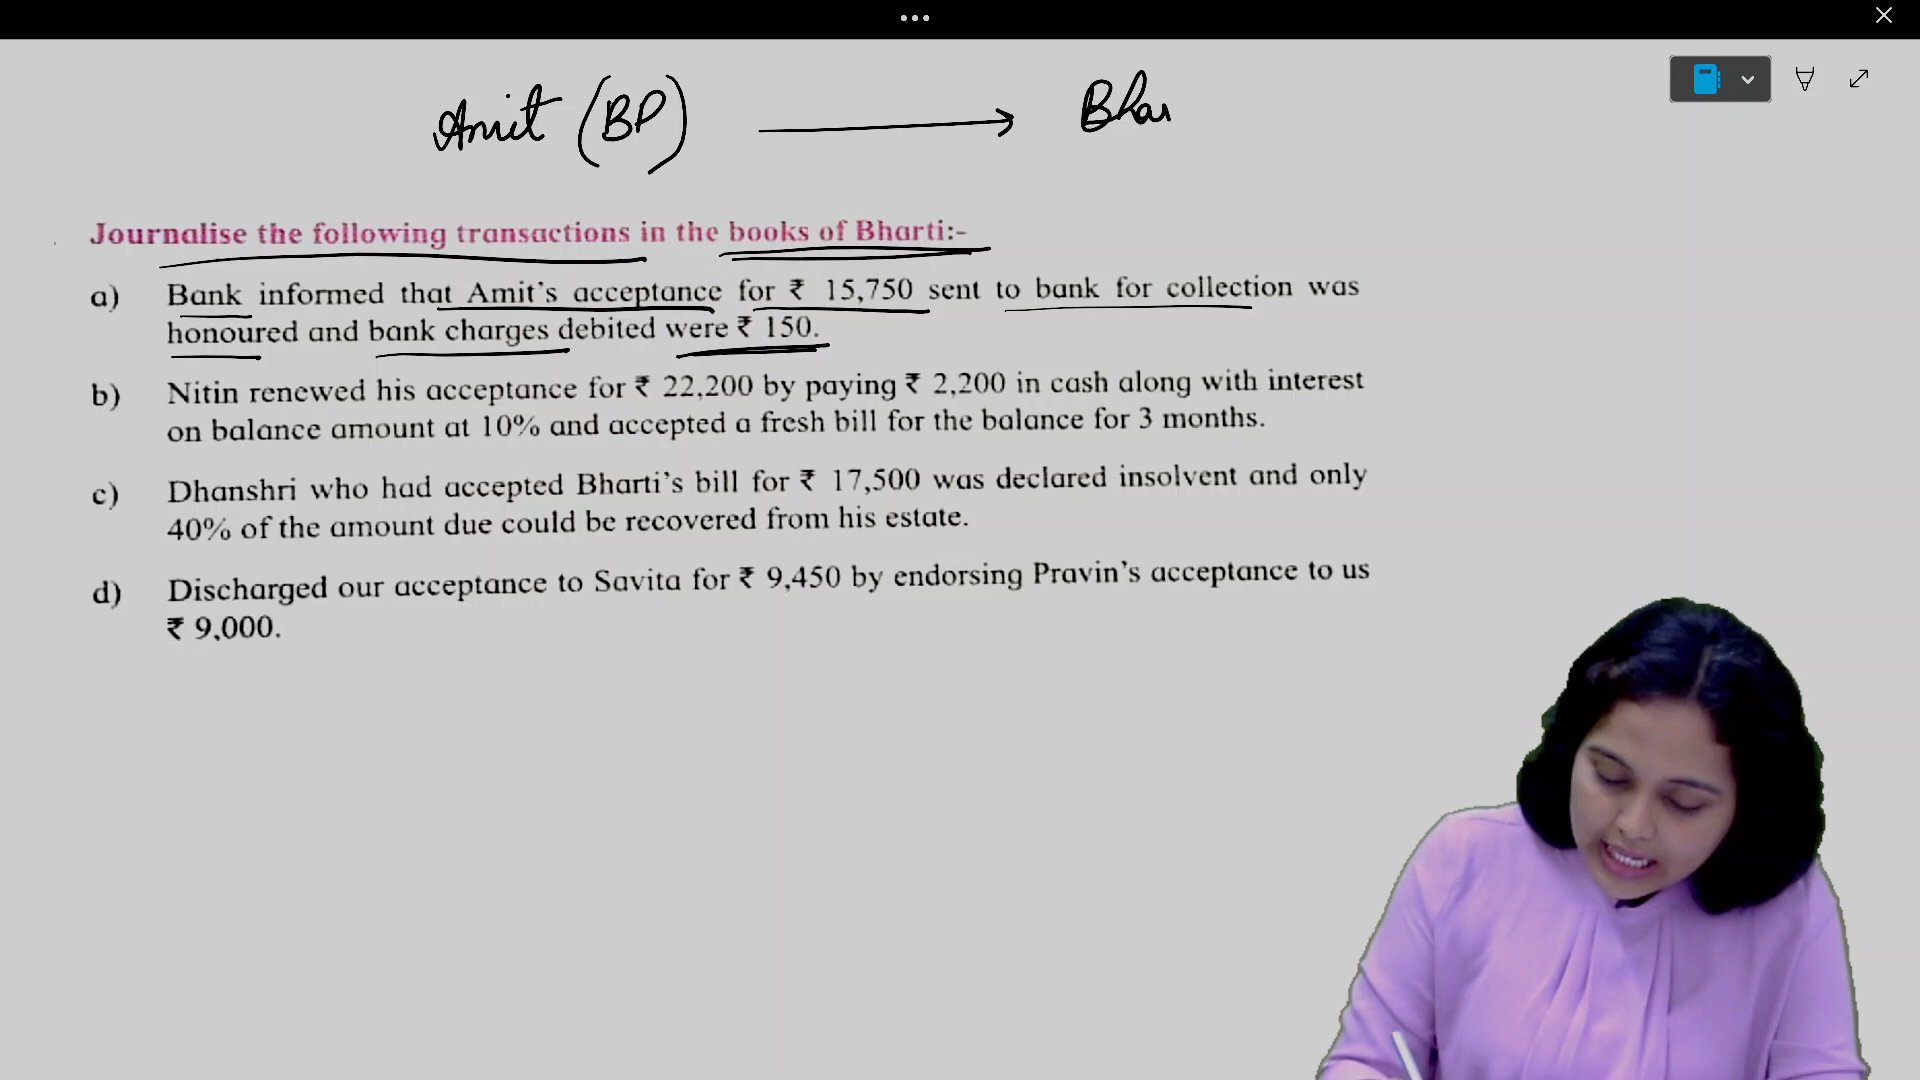 Amit (BP) → Bhar
Journalise the following transactions in the books of Bharti:-
a) Bank informed that Amit's acceptance for ₹ 15,750 sent to bank for collection was
honoured and bank charges debited were ₹ 150.
b) Nitin renewed his acceptance for ₹ 22,200 by paying ₹ 2,200 in cash along with interest
on balance amount at 10% and accepted a fresh bill for the balance for 3 months.
c) Dhanshri who had accepted Bharti's bill for ₹ 17,500 was declared insolvent and only
40% of the amount due could be recovered from his estate.
d) Discharged our acceptance to Savita for ₹ 9,450 by endorsing Pravin's acceptance to us
₹ 9,000.